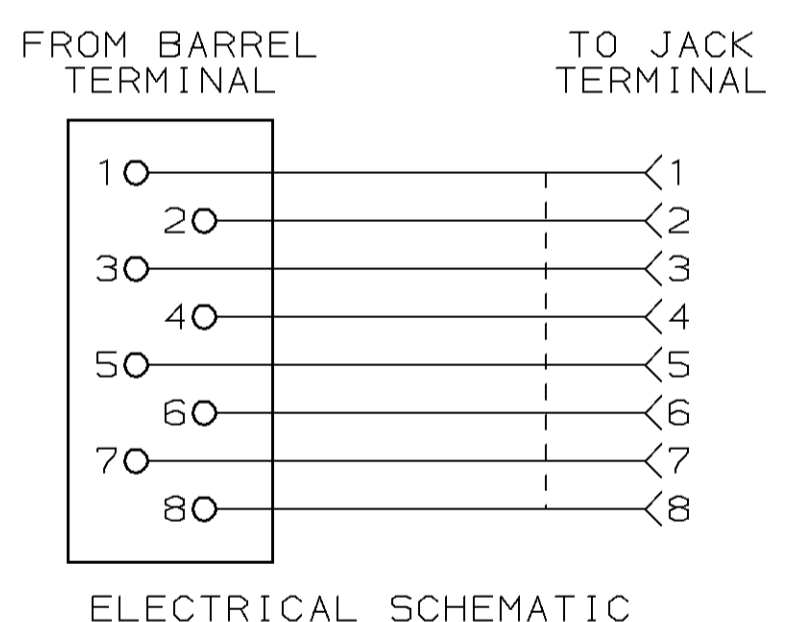 FROM BARREL TERMINAL
TO JACK TERMINAL
1 1
2 2
3 3
4 4
5 5
6 6
7 7
8 8
ELECTRICAL SCHEMATIC